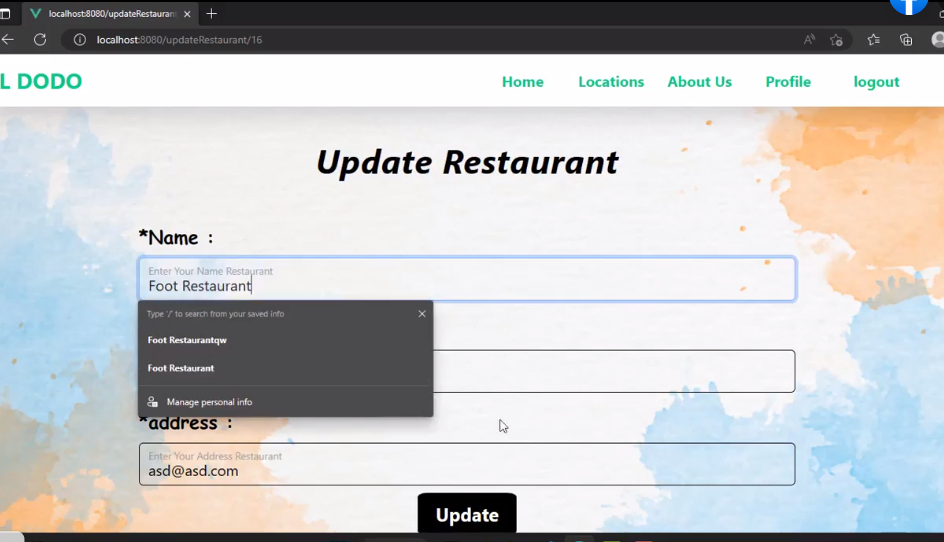 localhost:8080/updateRestaurant
localhost:8080/updateRestaurant/16
L DODO
Home
Locations
About Us
Profile
logout
Update Restaurant
*Name :
Enter Your Name Restaurant
Foot Restaurant
Type '/' to search from your saved info
Foot Restaurantqw
Foot Restaurant
Manage personal info
*address :
Enter Your Address Restaurant
asd@asd.com
Update